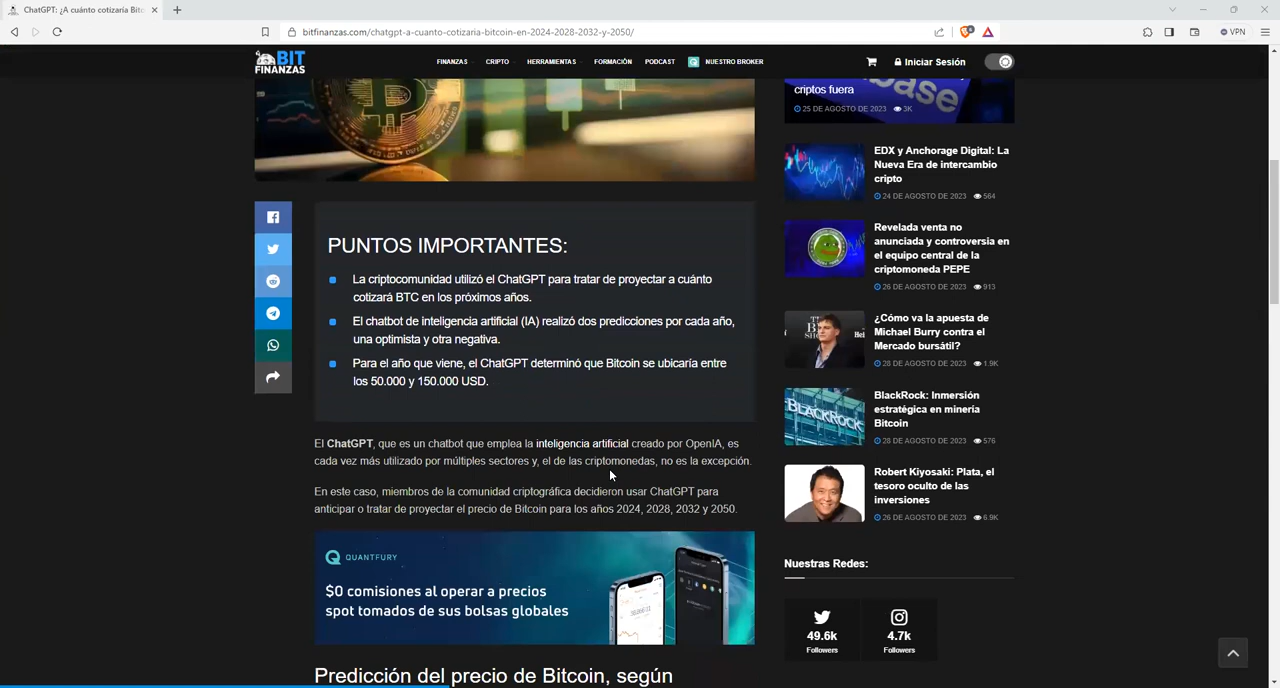 ChatGPT: ¿A cuánto cotizaría Bitc
bitfinanzas.com/chatgpt-a-cuanto-cotizaria-bitcoin-en-2024-2028-2032-y-2050/
VPN
BIT
FINANZAS
FINANZAS
CRIPTO
HERRAMIENTAS
FORMACIÓN
PODCAST
NUESTRO BROKER
Iniciar Sesión
PUNTOS IMPORTANTES:
La criptocomunidad utilizó el ChatGPT para tratar de proyectar a cuánto
cotizará BTC en los próximos años.
El chatbot de inteligencia artificial (IA) realizó dos predicciones por cada año,
una optimista y otra negativa.
Para el año que viene, el ChatGPT determinó que Bitcoin se ubicaría entre
los 50.000 y 150.000 USD.
El ChatGPT, que es un chatbot que emplea la inteligencia artificial creado por OpenIA, es
cada vez más utilizado por múltiples sectores y, el de las criptomonedas, no es la excepción.
En este caso, miembros de la comunidad criptográfica decidieron usar ChatGPT para
anticipar o tratar de proyectar el precio de Bitcoin para los años 2024, 2028, 2032 y 2050.
QUANTFURY
$0 comisiones al operar a precios
spot tomados de sus bolsas globales
Predicción del precio de Bitcoin, según
criptos fuera
25 DE AGOSTO DE 2023 3K
EDX y Anchorage Digital: La
Nueva Era de intercambio
cripto
24 DE AGOSTO DE 2023 564
Revelada venta no
anunciada y controversia en
el equipo central de la
criptomoneda PEPE
26 DE AGOSTO DE 2023 913
¿Cómo va la apuesta de
Michael Burry contra el
Mercado bursátil?
28 DE AGOSTO DE 2023 1.9K
BLACKROCK
BlackRock: Inmersión
estratégica en minería
Bitcoin
28 DE AGOSTO DE 2023 576
Robert Kiyosaki: Plata, el
tesoro oculto de las
inversiones
26 DE AGOSTO DE 2023 6.9K
Nuestras Redes:
49.6k
Followers
4.7k
Followers